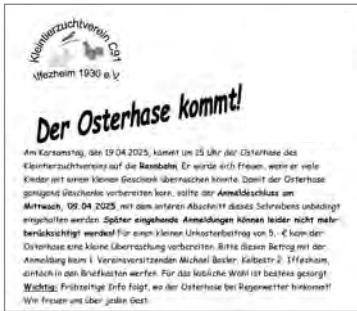 Kleintierzuchtverein C91
Iffezheim 1930 e.V.
Der Osterhase kommt!
Am Karsamstag, den 19.04.2025, kommt um 15 Uhr der Osterhase des
Kleintierzuchtvereins auf die Rennbahn. Er würde sich freuen, wenn er viele
Kinder mit einem kleinen Geschenk überraschen könnte. Damit der Osterhase
genügend Geschenke vorbereiten kann, sollte der Anmeldeschluss am
Mittwoch, 09.04.2025, mit dem unteren Abschnitt dieses Schreibens unbedingt
eingehalten werden. Später eingehende Anmeldungen können leider nicht mehr
berücksichtigt werden! Für einen kleinen Unkostenbeitrag von 5,- € kann der
Osterhase eine kleine Überraschung vorbereiten. Bitte diesen Betrag mit der
Anmeldung beim 1. Vereinsvorsitzenden Michael 2, Iffezheim,
einfach in den Briefkasten werfen. Für das leibliche Wohl ist bestens gesorgt.
Wichtig: Frühzeitige Info folgt, wo der Osterhase bei Regenwetter hinkommt!
Wir freuen uns über jeden Gast.